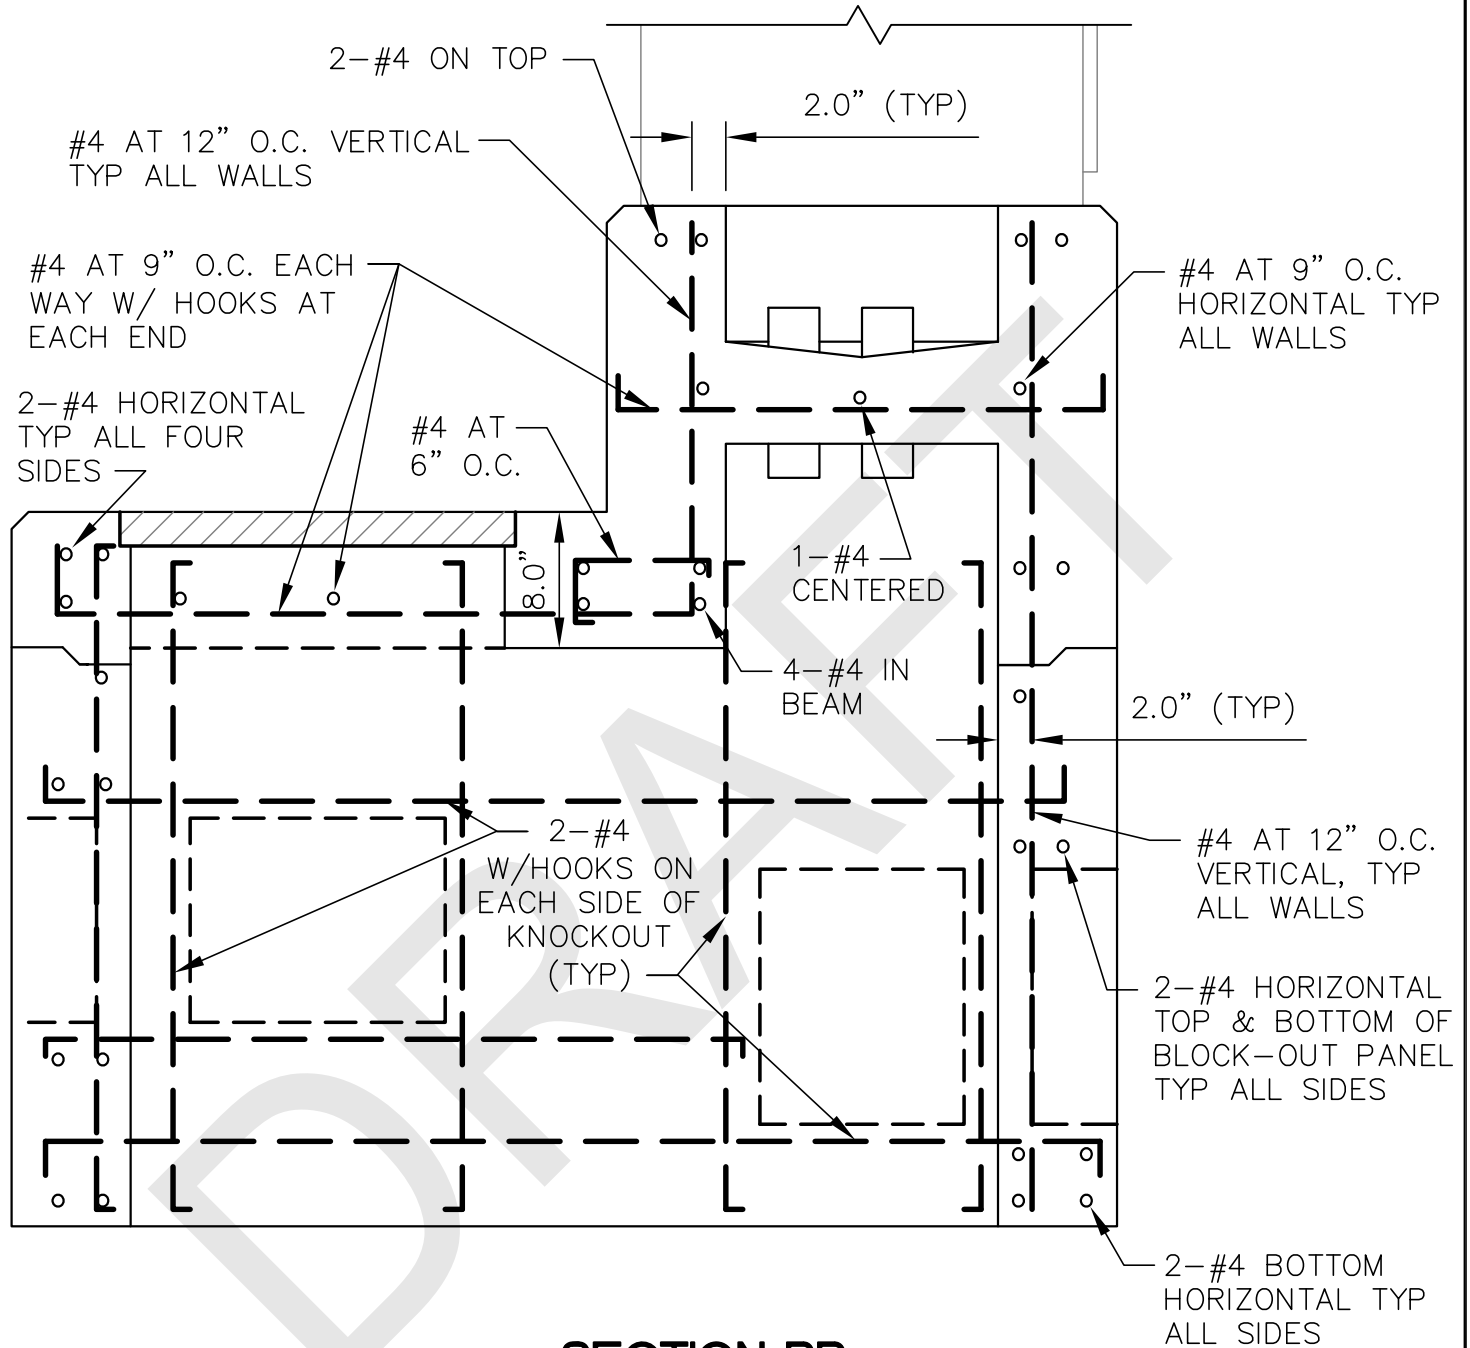 2-#4 ON TOP
2.0" (TYP)
#4 AT 12" O.C. VERTICAL
TYP ALL WALLS
#4 AT 9" O.C. EACH
WAY W/ HOOKS AT
EACH END
#4 AT 9" O.C.
HORIZONTAL TYP
ALL WALLS
2-#4 HORIZONTAL
TYP ALL FOUR
SIDES
#4 AT
6" O.C.
8.0"
1-#4
CENTERED
4-#4 IN
BEAM
2.0" (TYP)
2-#4
W/HOOKS ON
EACH SIDE OF
KNOCKOUT
(TYP)
#4 AT 12" O.C.
VERTICAL, TYP
ALL WALLS
2-#4 HORIZONTAL
TOP & BOTTOM OF
BLOCK-OUT PANEL
TYP ALL SIDES
2-#4 BOTTOM
HORIZONTAL TYP
ALL SIDES
DRAFT
SECTION